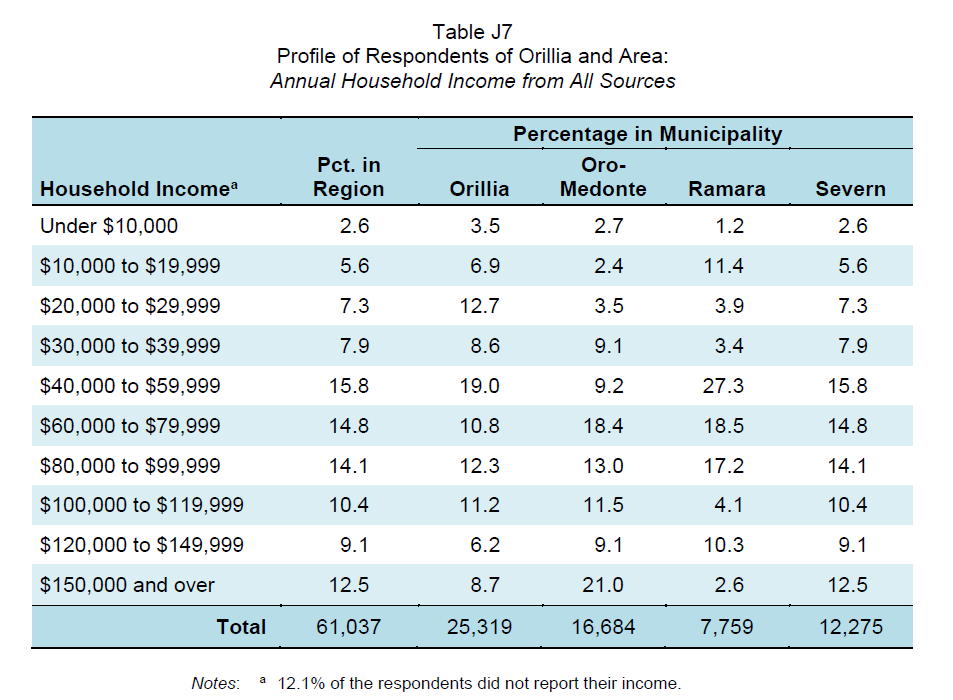 Table J7
Profile of Respondents of Orillia and Area:
Annual Household Income from All Sources
Percentage in Municipality
Household Incomeᵃ Pct. in Region Orillia Oro-Medonte Ramara Severn
Under $10,000 2.6 3.5 2.7 1.2 2.6
$10,000 to $19,999 5.6 6.9 2.4 11.4 5.6
$20,000 to $29,999 7.3 12.7 3.5 3.9 7.3
$30,000 to $39,999 7.9 8.6 9.1 3.4 7.9
$40,000 to $59,999 15.8 19.0 9.2 27.3 15.8
$60,000 to $79,999 14.8 10.8 18.4 18.5 14.8
$80,000 to $99,999 14.1 12.3 13.0 17.2 14.1
$100,000 to $119,999 10.4 11.2 11.5 4.1 10.4
$120,000 to $149,999 9.1 6.2 9.1 10.3 9.1
$150,000 and over 12.5 8.7 21.0 2.6 12.5
Total 61,037 25,319 16,684 7,759 12,275
Notes: ᵃ 12.1% of the respondents did not report their income.